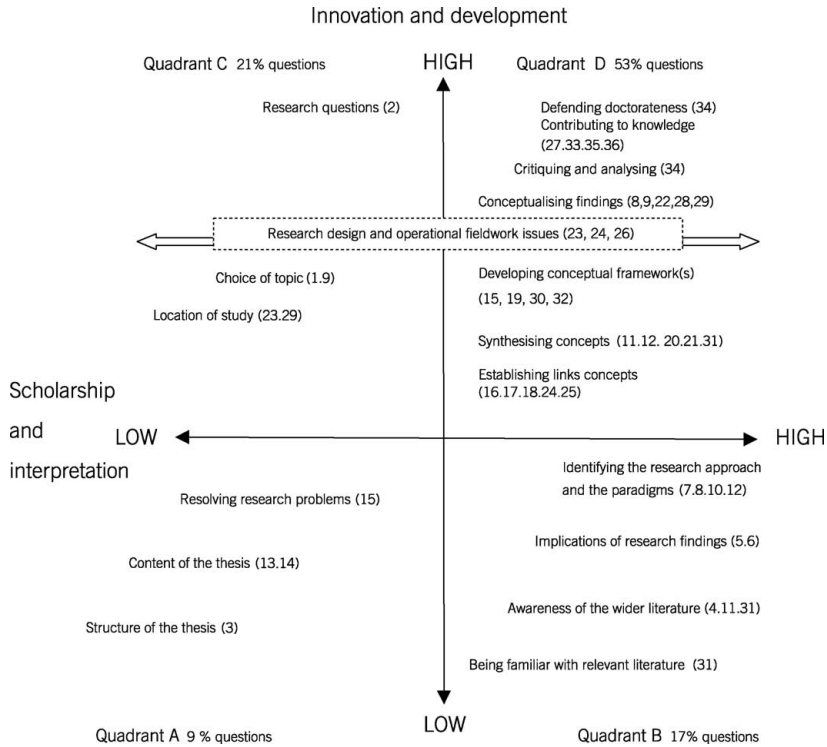 Innovation and development
Quadrant C 21% questions
HIGH
Quadrant D 53% questions
Research questions (2)
Defending doctorateness (34)
Contributing to knowledge
(27.33.35.36)
Critiquing and analysing (34)
Conceptualising findings (8,9,22,28,29)
Research design and operational fieldwork issues (23, 24, 26)
Choice of topic (1.9)
Developing conceptual framework(s)
(15, 19, 30, 32)
Location of study (23.29)
Synthesising concepts (11.12. 20.21.31)
Establishing links concepts
(16.17.18.24.25)
Scholarship
and
interpretation
LOW
HIGH
Identifying the research approach
and the paradigms (7.8.10.12)
Resolving research problems (15)
Implications of research findings (5.6)
Content of the thesis (13.14)
Awareness of the wider literature (4.11.31)
Structure of the thesis (3)
Being familiar with relevant literature (31)
LOW
Quadrant A 9 % questions
Quadrant B 17% questions